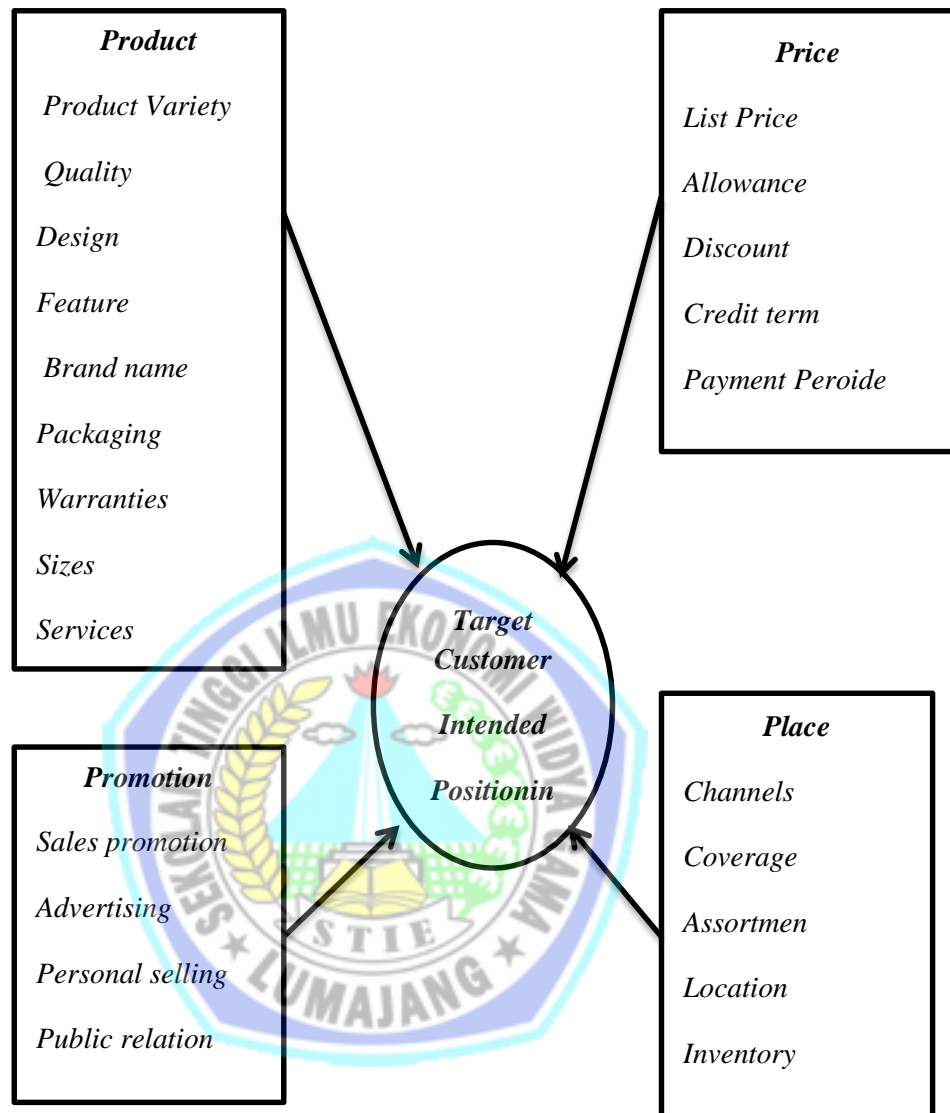 Product
Product Variety
Quality
Design
Feature
Brand name
Packaging
Warranties
Sizes
Services
Price
List Price
Allowance
Discount
Credit term
Payment Peroide
Target
Customer
Intended
Positionin
Promotion
Sales promotion
Advertising
Personal selling
Public relation
Place
Channels
Coverage
Assortmen
Location
Inventory
SEKOLAH TINGGI ILMU EKONOMI WIDYA GAMA
STIE
LUMAJANG